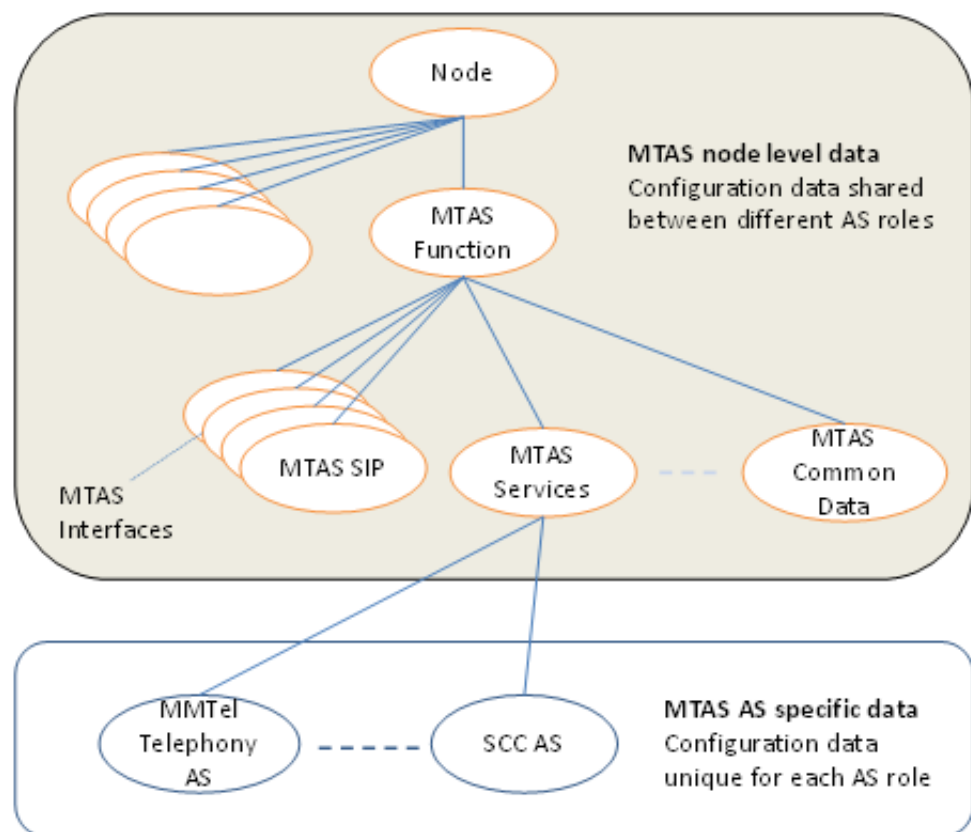 Node
MTAS node level data
Configuration data shared
between different AS roles
MTAS
Function
MTAS SIP
MTAS
Services
MTAS
Common
Data
MTAS
Interfaces
MMTel
Telephony
AS
SCC AS
MTAS AS specific data
Configuration data
unique for each AS role